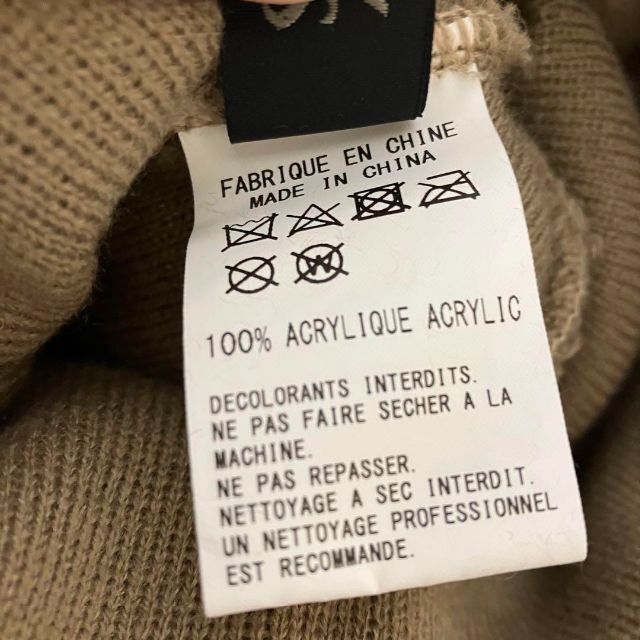 FABRIQUE EN CHINE
MADE IN CHINA
W
100% ACRYLIQUE ACRYLIC
DECOLORANTS INTERDITS.
NE PAS FAIRE SECHER A LA
MACHINE.
NE PAS REPASSER.
NETTOYAGE A SEC INTERDIT.
UN NETTOYAGE PROFESSIONNEL
EST RECOMMANDE.